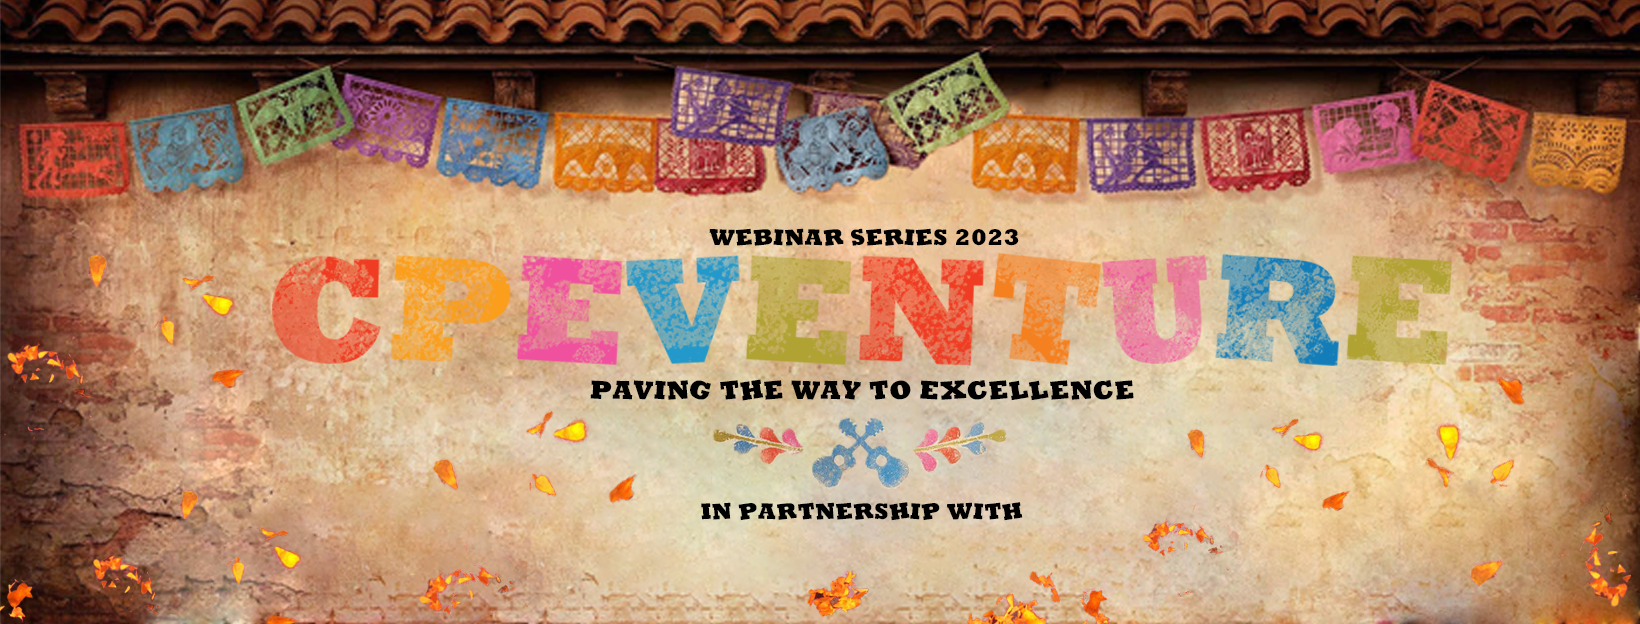 WEBINAR SERIES 2023
CPEVENTURE
PAVING THE WAY TO EXCELLENCE
IN PARTNERSHIP WITH